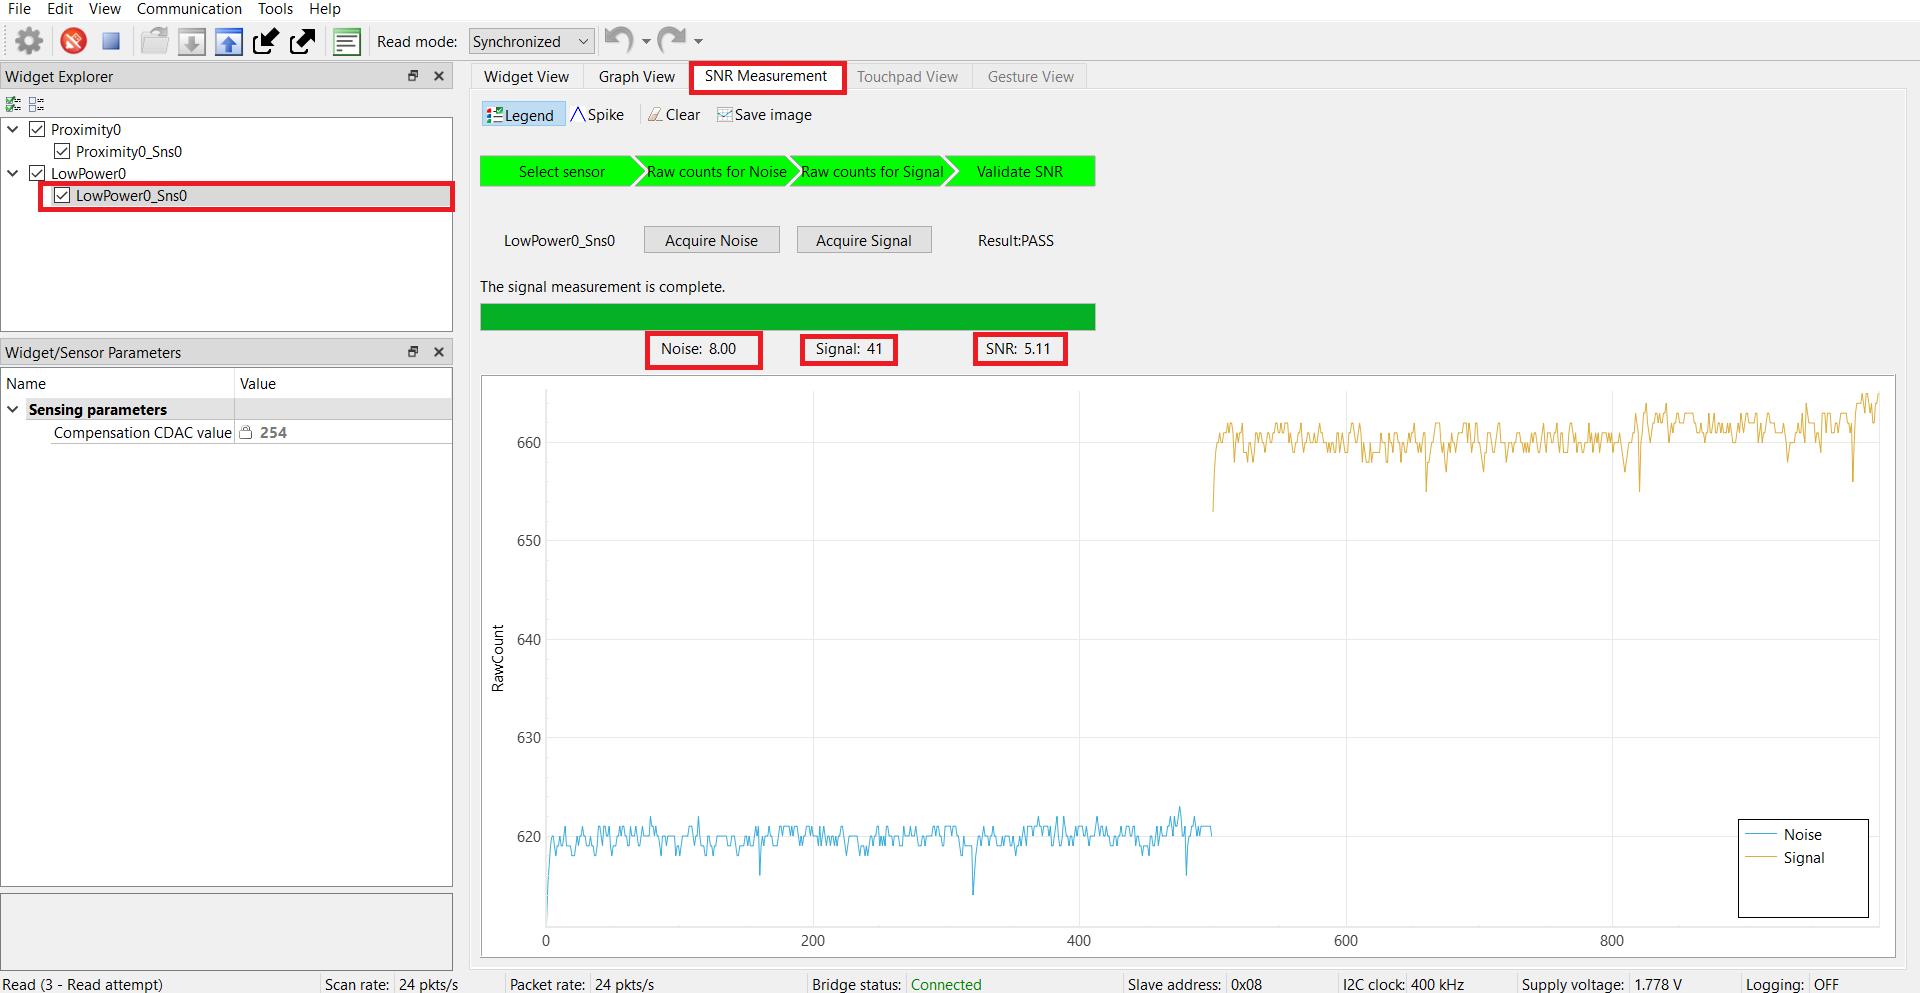 File Edit View Communication Tools Help
Read mode: Synchronized
Widget Explorer
Proximity0
Proximity0_Sns0
LowPower0
LowPower0_Sns0
Widget/Sensor Parameters
Name Value
Sensing parameters
Compensation CDAC value 254
Widget View Graph View SNR Measurement Touchpad View Gesture View
Legend Spike Clear Save image
Select sensor Raw counts for Noise Raw counts for Signal Validate SNR
LowPower0_Sns0 Acquire Noise Acquire Signal Result:PASS
The signal measurement is complete.
Noise: 8.00 Signal: 41 SNR: 5.11
RawCount
660
650
640
630
620
0 200 400 600 800
Noise
Signal
Read (3 - Read attempt) Scan rate: 24 pkts/s Packet rate: 24 pkts/s Bridge status: Connected Slave address: 0x08 I2C clock: 400 kHz Supply voltage: 1.778 V Logging: OFF